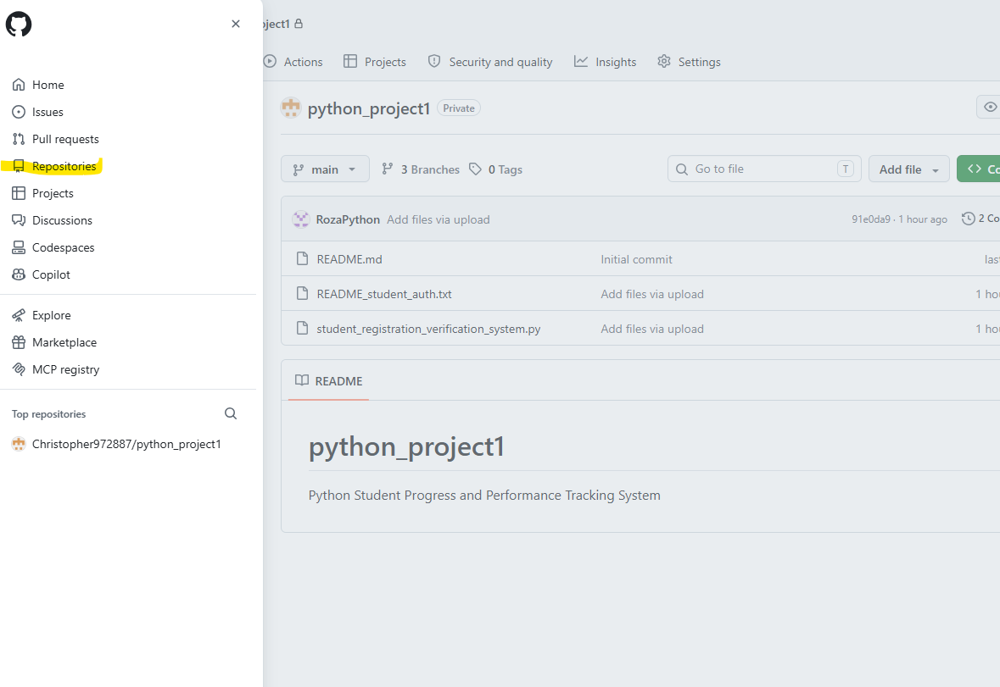 oject1
Actions
Projects
Security and quality
Insights
Settings
Home
Issues
Pull requests
Repositories
Projects
Discussions
Codespaces
Copilot
Explore
Marketplace
MCP registry
Top repositories
Christopher972887/python_project1
python_project1 Private
main 3 Branches 0 Tags Go to file T Add file Co
RozaPython Add files via upload 91e0da9 · 1 hour ago 2 Co
README.md Initial commit las
README_student_auth.txt Add files via upload 1 ho
student_registration_verification_system.py Add files via upload 1 ho
README
python_project1
Python Student Progress and Performance Tracking System